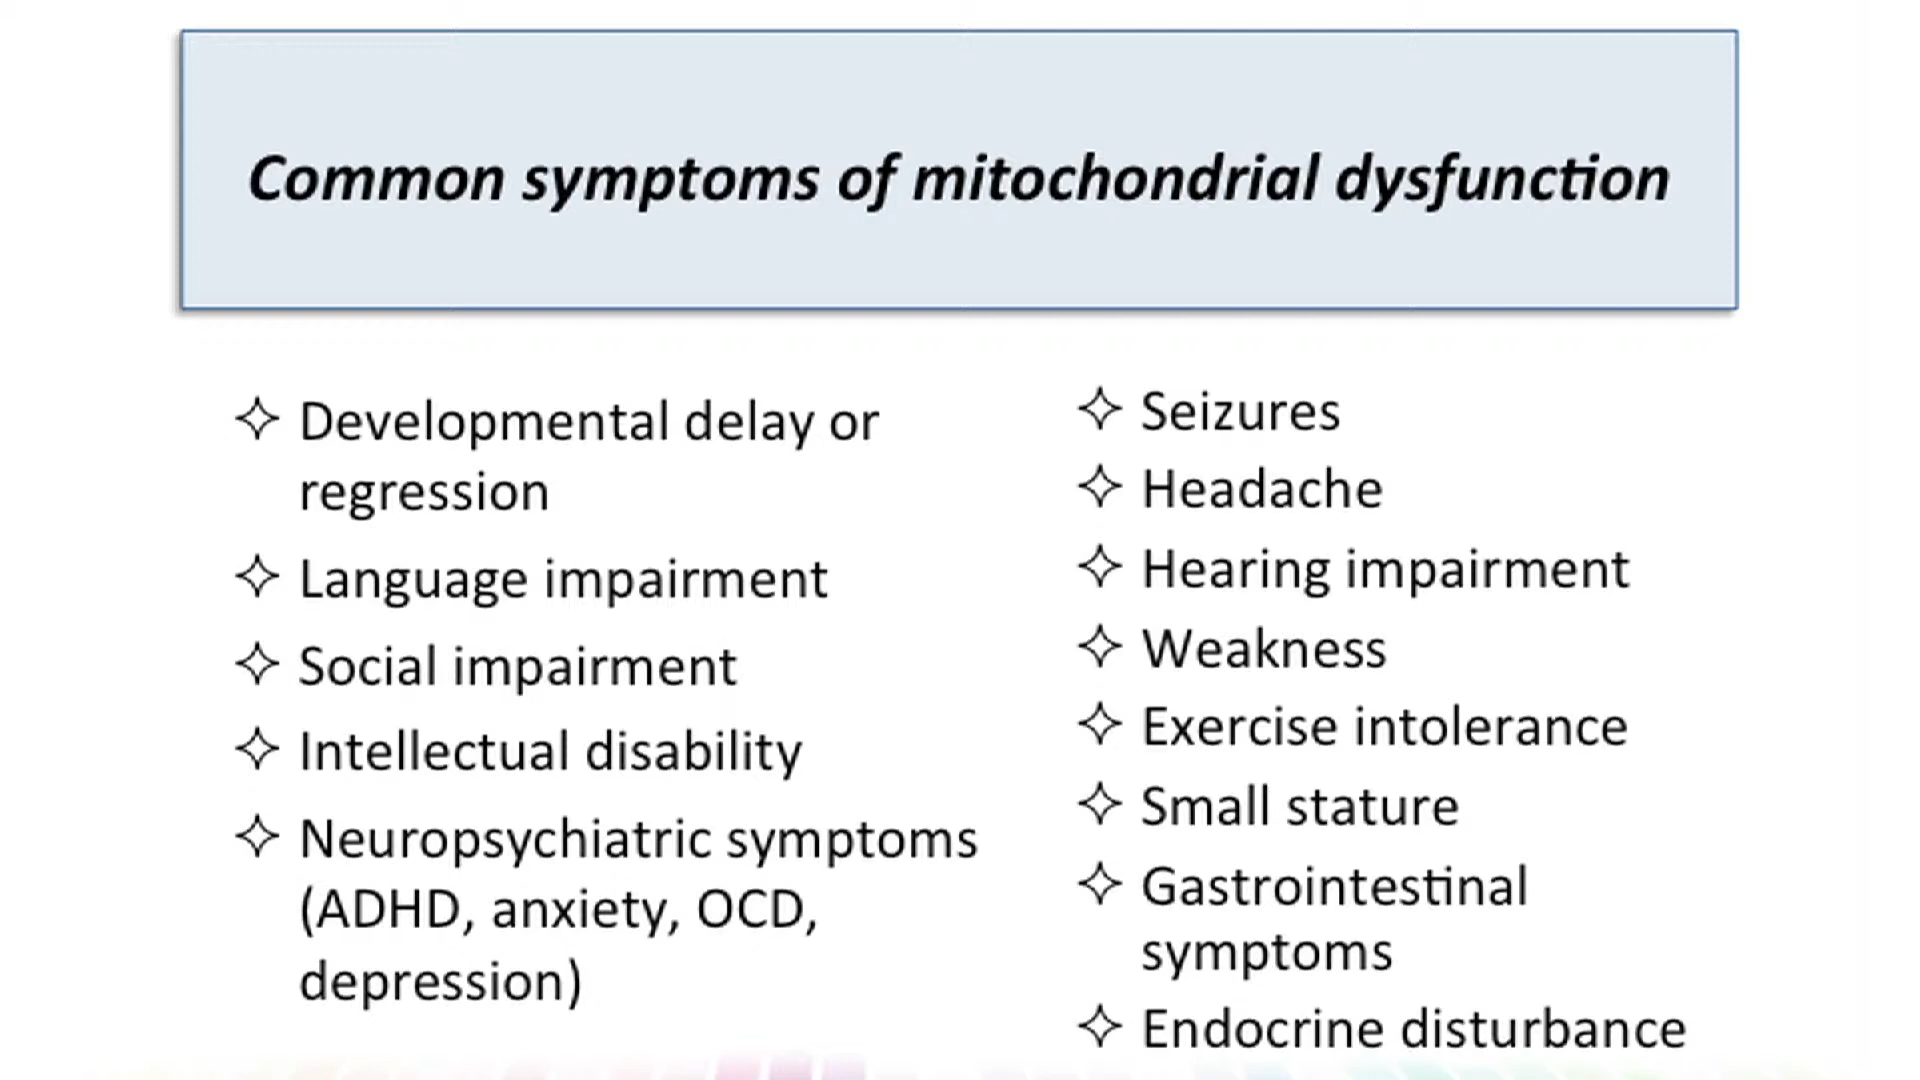 Common symptoms of mitochondrial dysfunction
Developmental delay or
regression
Language impairment
Social impairment
Intellectual disability
Neuropsychiatric symptoms
(ADHD, anxiety, OCD,
depression)
Seizures
Headache
Hearing impairment
Weakness
Exercise intolerance
Small stature
Gastrointestinal
symptoms
Endocrine disturbance